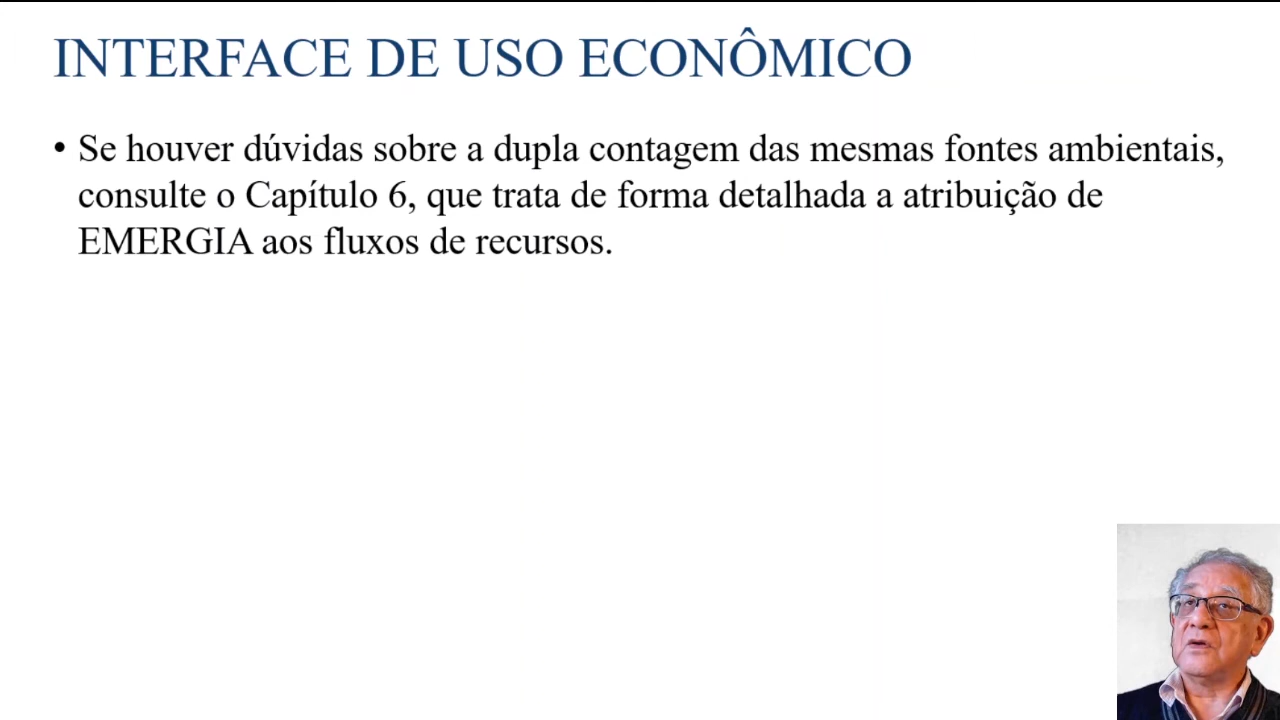 INTERFACE DE USO ECONÔMICO
• Se houver dúvidas sobre a dupla contagem das mesmas fontes ambientais,
consulte o Capítulo 6, que trata de forma detalhada a atribuição de
EMERGIA aos fluxos de recursos.